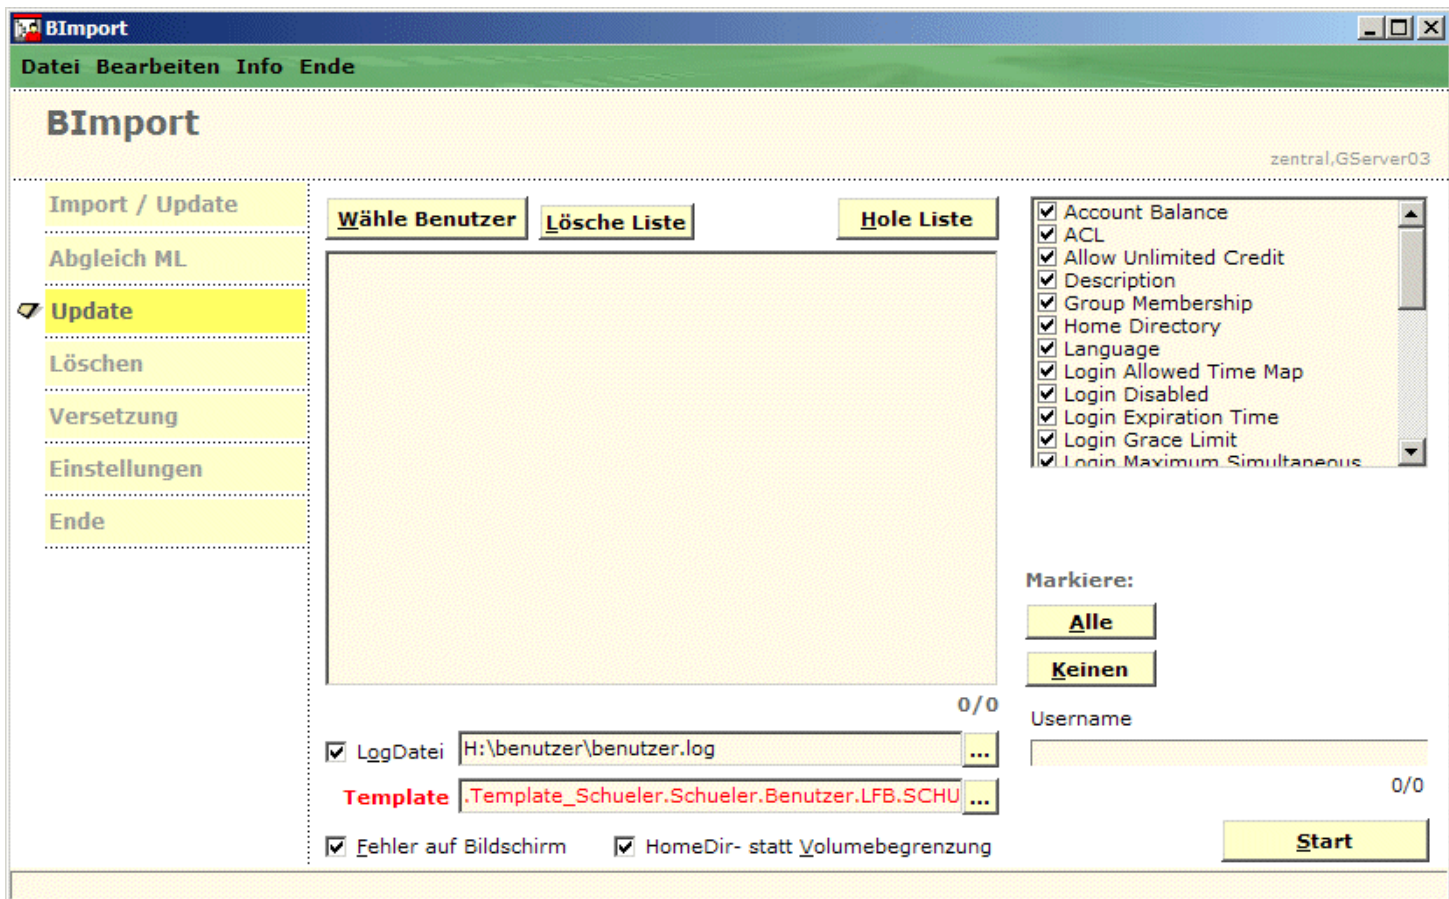 BImport
Datei Bearbeiten Info Ende
BImport
zentral,GServer03
Import / Update
Abgleich ML
Update
Löschen
Versetzung
Einstellungen
Ende
Wähle Benutzer
Lösche Liste
Hole Liste
0/0
LogDatei H:\benutzer\benutzer.log ...
Template .Template_Schueler.Schueler.Benutzer.LFB.SCHU ...
Fehler auf Bildschirm
HomeDir- statt Volumebegrenzung
Account Balance
ACL
Allow Unlimited Credit
Description
Group Membership
Home Directory
Language
Login Allowed Time Map
Login Disabled
Login Expiration Time
Login Grace Limit
Login Maximum Simultaneous
Markiere:
Alle
Keinen
Username
0/0
Start